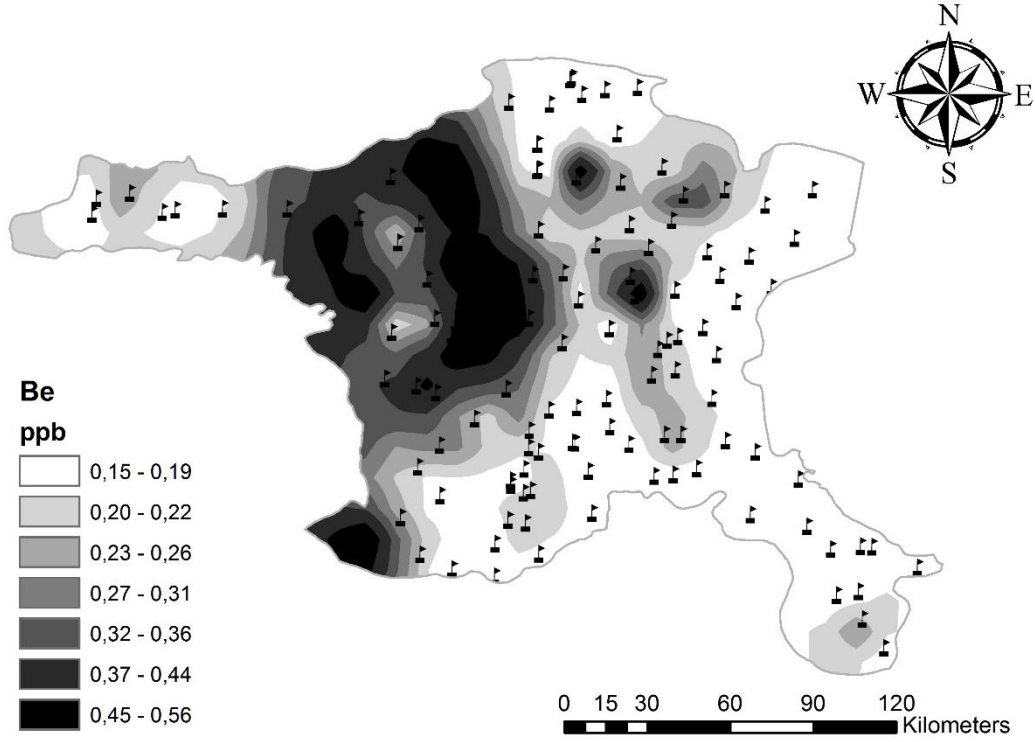 N
W E
S
Be
ppb
0,15 - 0,19
0,20 - 0,22
0,23 - 0,26
0,27 - 0,31
0,32 - 0,36
0,37 - 0,44
0,45 - 0,56
0 15 30 60 90 120
Kilometers